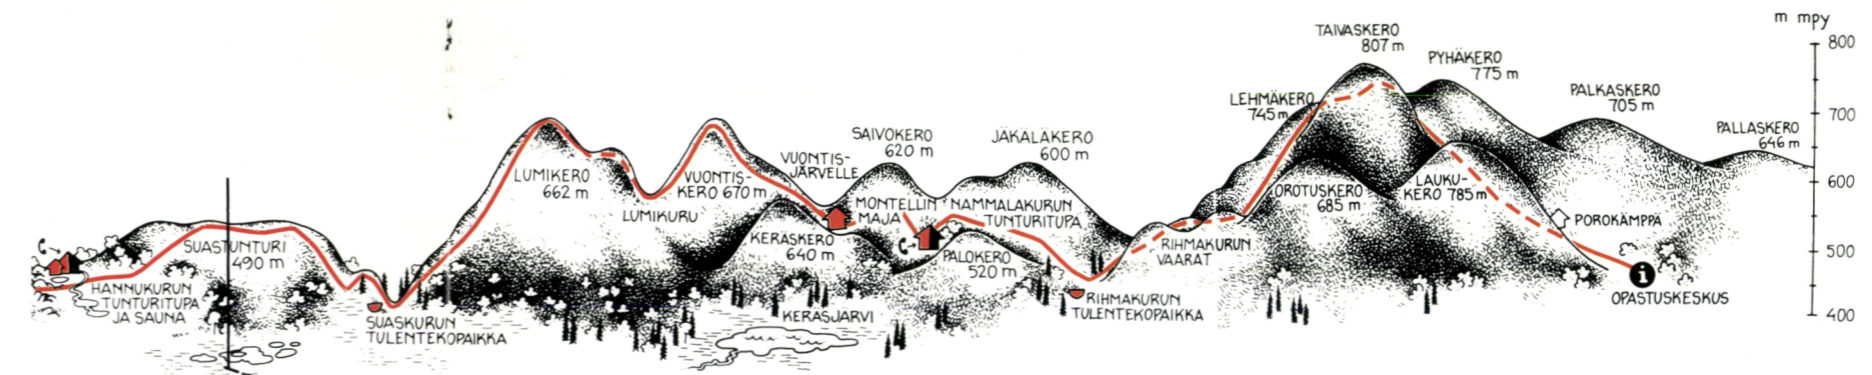 HANNUKURUN
TUNTURITUPA
JA SAUNA
SUASTUNTURI
490 m
SUASKURUN
TULENTEKOPAIKKA
LUMIKERO
662 m
LUMIKURU
VUONTIS-
KERO 670 m
VUONTIS-
JÄRVELLE
KERÄSKERO
640 m
KERÄSJÄRVI
SAIVOKERO
620 m
MONTELLIN
MAJA
NAMMALAKURUN
TUNTURITUPA
PALOKERO
520 m
JÄKÄLÄKERO
600 m
RIHMAKURUN
TULENTEKOPAIKKA
RIHMAKURUN
VAARAT
LEHMÄKERO
745 m
OROTUSKERO
685 m
TAIVASKERO
807 m
LAUKU-
KERO 785 m
PYHÄKERO
775 m
POROKÄMPPÄ
PALKASKERO
705 m
i
OPASTUSKESKUS
PALLASKERO
646 m
m mpy
800
700
600
500
400